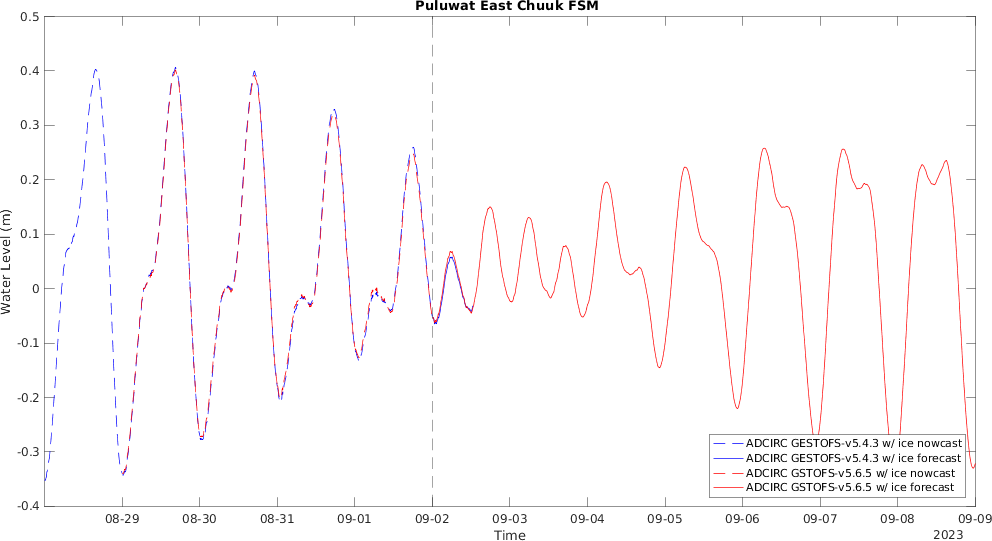 Puluwat East Chuuk FSM
0.5
0.4
0.3
0.2
0.1
0
-0.1
-0.2
-0.3
-0.4
Water Level (m)
ADCIRC GESTOFS-v5.4.3 w/ ice nowcast
ADCIRC GESTOFS-v5.4.3 w/ ice forecast
ADCIRC GSTOFS-v5.6.5 w/ ice nowcast
ADCIRC GSTOFS-v5.6.5 w/ ice forecast
08-29 08-30 08-31 09-01 09-02 09-03 09-04 09-05 09-06 09-07 09-08 09-09
Time
2023